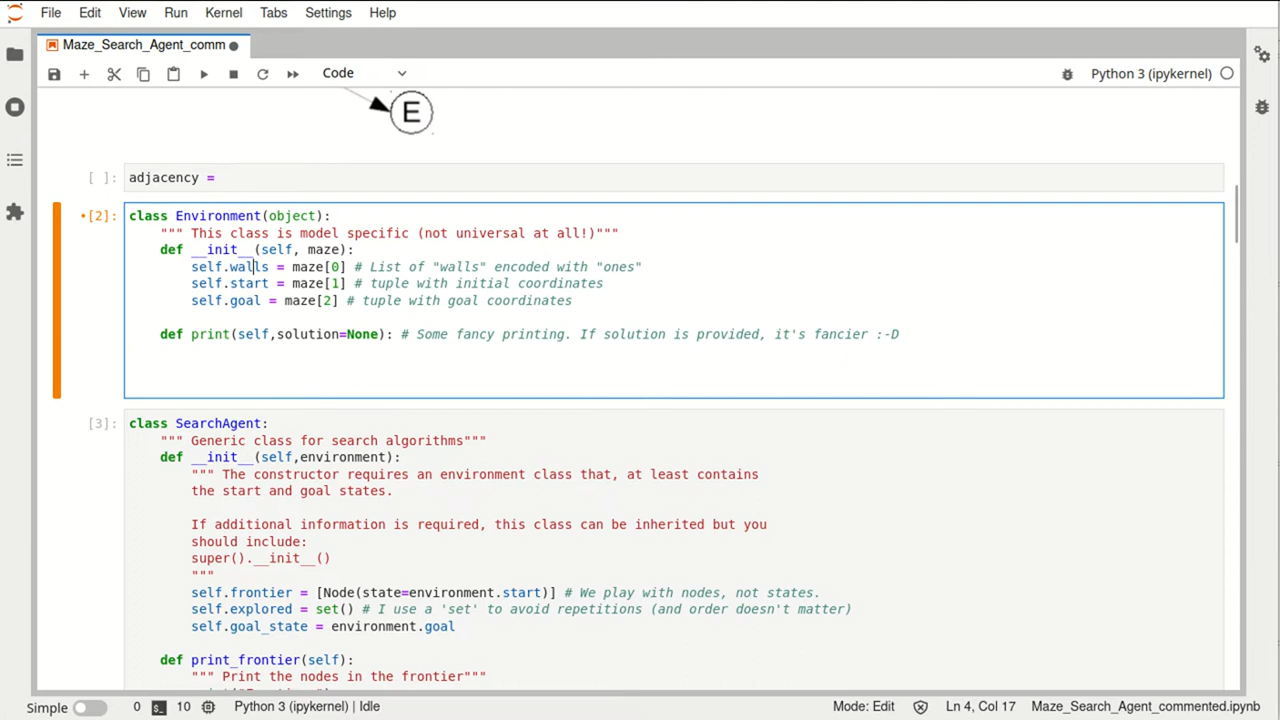 File Edit View Run Kernel Tabs Settings Help
Maze_Search_Agent_comm
Code
Python 3 (ipykernel)
E
[ ]: adjacency =
[2]: class Environment(object):
""" This class is model specific (not universal at all!)"""
def __init__(self, maze):
self.walls = maze[0] # List of "walls" encoded with "ones"
self.start = maze[1] # tuple with initial coordinates
self.goal = maze[2] # tuple with goal coordinates
def print(self,solution=None): # Some fancy printing. If solution is provided, it's fancier :-D
[3]: class SearchAgent:
""" Generic class for search algorithms"""
def __init__(self,environment):
""" The constructor requires an environment class that, at least contains
the start and goal states.
If additional information is required, this class can be inherited but you
should include:
super().__init__()
"""
self.frontier = [Node(state=environment.start)] # We play with nodes, not states.
self.explored = set() # I use a 'set' to avoid repetitions (and order doesn't matter)
self.goal_state = environment.goal
def print_frontier(self):
""" Print the nodes in the frontier"""
Simple 0 10 Python 3 (ipykernel) | Idle Mode: Edit Ln 4, Col 17 Maze_Search_Agent_commented.ipynb